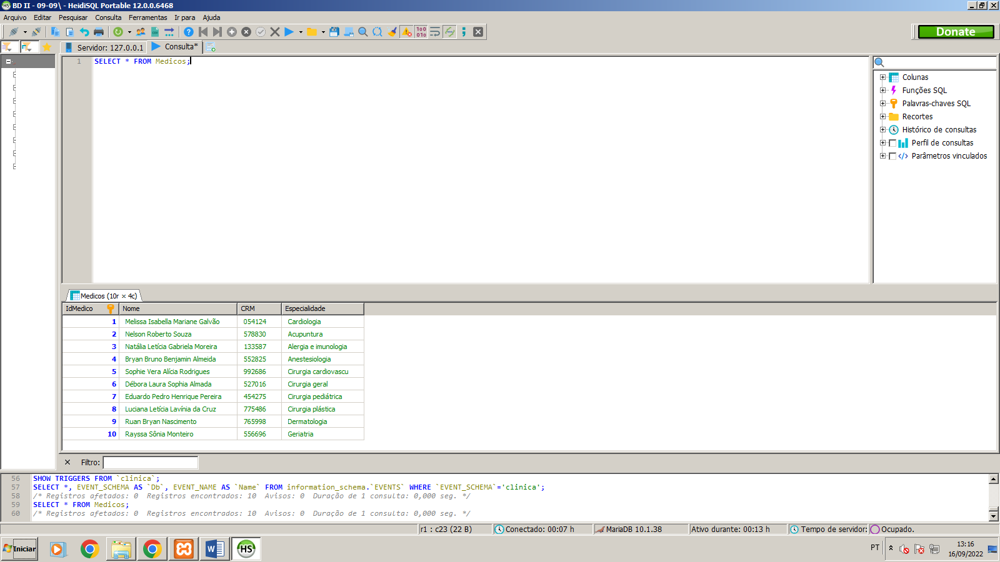 BD II - 09-09\ - HeidiSQL Portable 12.0.0.6468
Arquivo Editar Pesquisar Consulta Ferramentas Ir para Ajuda
Donate
Servidor: 127.0.0.1 Consulta*
1 SELECT * FROM Medicos;
Colunas
Funções SQL
Palavras-chaves SQL
Recortes
Histórico de consultas
Perfil de consultas
Parâmetros vinculados
Medicos (10r × 4c)
IdMedico Nome CRM Especialidade
1 Melissa Isabella Mariane Galvão 054124 Cardiologia
2 Nelson Roberto Souza 578830 Acupuntura
3 Natália Letícia Gabriela Moreira 133587 Alergia e imunologia
4 Bryan Bruno Benjamin Almeida 552825 Anestesiologia
5 Sophie Vera Alícia Rodrigues 992686 Cirurgia cardiovascu
6 Débora Laura Sophia Almada 527016 Cirurgia geral
7 Eduardo Pedro Henrique Pereira 454275 Cirurgia pediátrica
8 Luciana Letícia Lavínia da Cruz 775486 Cirurgia plástica
9 Ruan Bryan Nascimento 765998 Dermatologia
10 Rayssa Sônia Monteiro 556696 Geriatria
Filtro:
56 SHOW TRIGGERS FROM `clinica`;
57 SELECT *, EVENT_SCHEMA AS `Db`, EVENT_NAME AS `Name` FROM information_schema.`EVENTS` WHERE `EVENT_SCHEMA`='clinica';
58 /* Registros afetados: 0 Registros encontrados: 10 Avisos: 0 Duração de 1 consulta: 0,000 seg. */
59 SELECT * FROM Medicos;
60 /* Registros afetados: 0 Registros encontrados: 10 Avisos: 0 Duração de 1 consulta: 0,000 seg. */
r1 : c23 (22 B) Conectado: 00:07 h MariaDB 10.1.38 Ativo durante: 00:13 h Tempo de servidor: Ocupado.
Iniciar HS PT 13:16
16/09/2022